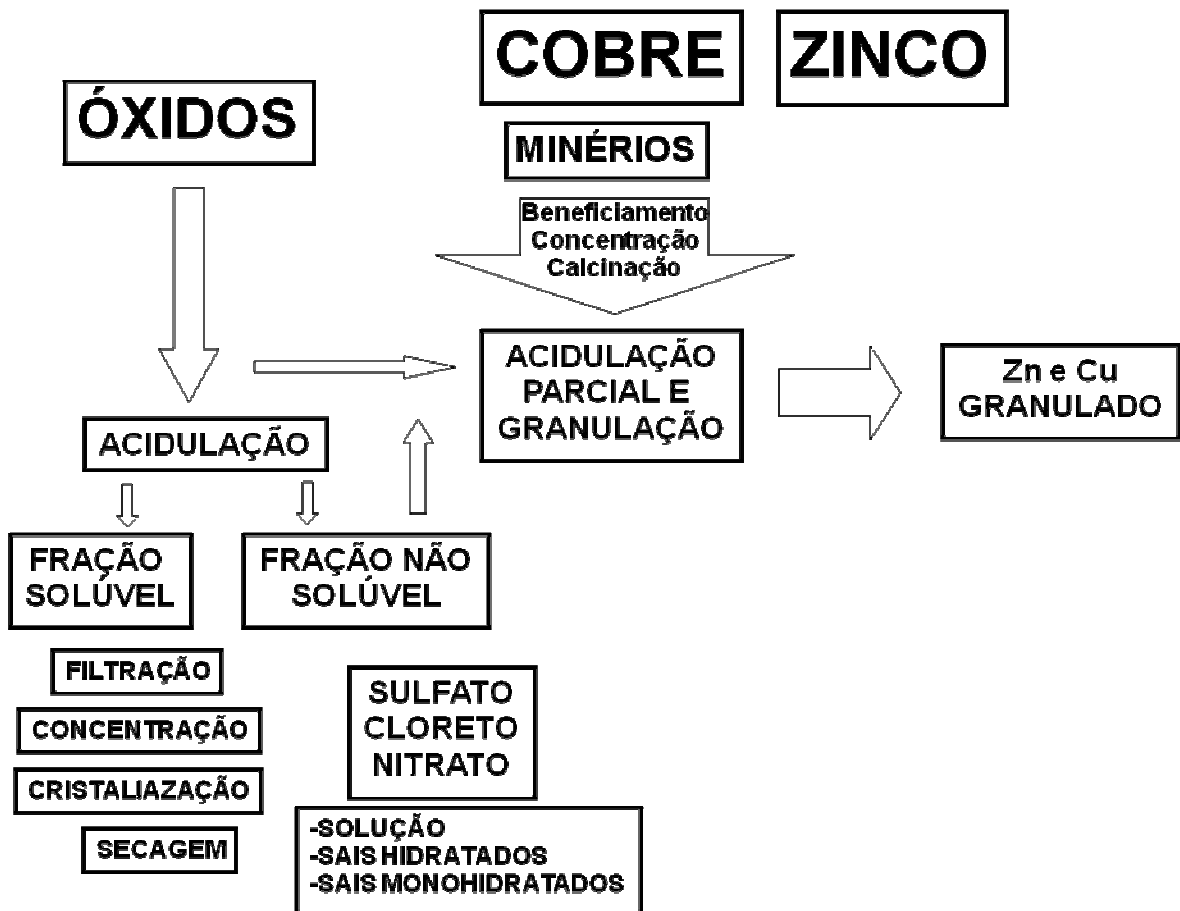 COBRE
ZINCO
ÓXIDOS
MINÉRIOS
Beneficiamento
Concentração
Calcinação
ACIDULAÇÃO
PARCIAL E
GRANULAÇÃO
Zn e Cu
GRANULADO
ACIDULAÇÃO
FRAÇÃO
SOLÚVEL
FRAÇÃO NÃO
SOLÚVEL
FILTRAÇÃO
CONCENTRAÇÃO
CRISTALIAZAÇÃO
SECAGEM
SULFATO
CLORETO
NITRATO
-SOLUÇÃO
-SAIS HIDRATADOS
-SAIS MONOHIDRATADOS